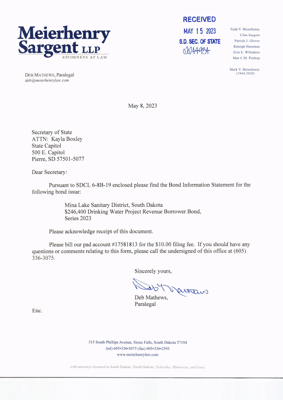 Meierhenry
Sargent LLP
ATTORNEYS AT LAW
RECEIVED
MAY 15 2023
S.D. SEC. OF STATE
Todd V. Meierhenry
Clint Sargent
Patrick J. Glover
Raleigh Hansman
Mark V. Meierhenry
Deb Mathews, Paralegal
deb@meierhenrylaw.com
May 8, 2023
Secretary of State
ATTN: Kayla Boxley
State Capitol
500 E. Capitol
Pierre, SD 57501-5077
Dear Secretary:
Pursuant to SDCL 6-8B-19 enclosed please find the Bond Information Statement for the
following bond issue:
Mina Lake Sanitary District, South Dakota
$246,400 Drinking Water Project Revenue Borrower Bond,
Series 2023
Please acknowledge receipt of this document.
Please bill our pad account #17581813 for the $10.00 filing fee. If you should have any
questions or comments relating to this form, please call the undersigned of this office at (605)
336-3075.
Sincerely yours,
Deb Mathews
Deb Mathews,
Paralegal
Enc.
315 South Phillips Avenue, Sioux Falls, South Dakota 57104
(tel) 605•336•3075 (fax) 605•336•2593
www.meierhenrylaw.com
with attorneys licensed in South Dakota, North Dakota, Nebraska, Minnesota, and Iowa